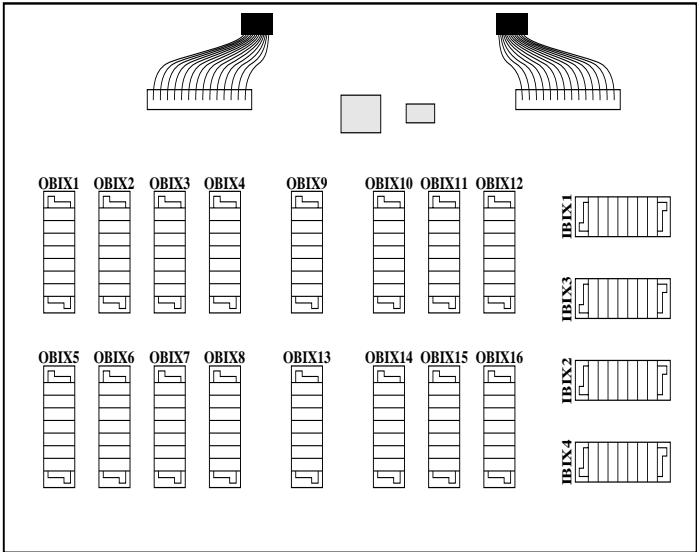 OBIX1 OBIX2 OBIX3 OBIX4 OBIX9 OBIX10 OBIX11 OBIX12
IBIX1
IBIX3
OBIX5 OBIX6 OBIX7 OBIX8 OBIX13 OBIX14 OBIX15 OBIX16
IBIX2
IBIX4